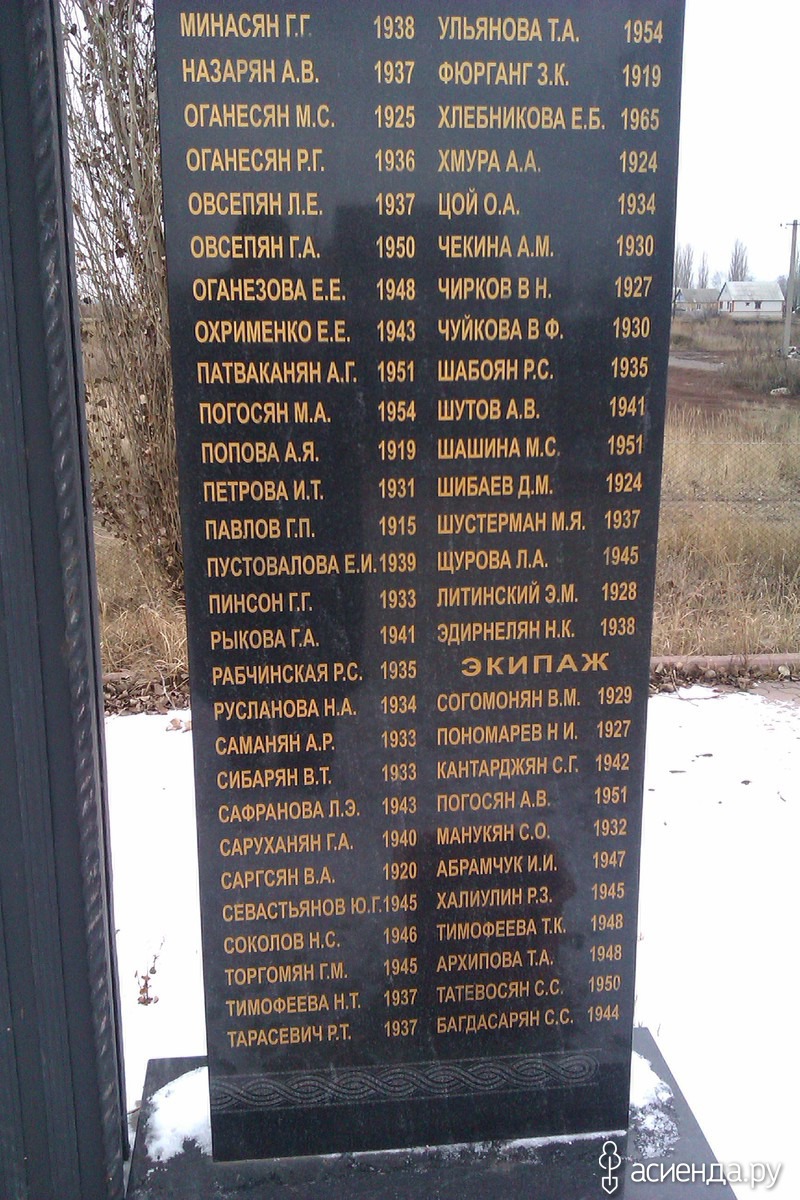 МИНАСЯН Г.Г. 1938
НАЗАРЯН А.В. 1937
ОГАНЕСЯН М.С. 1925
ОГАНЕСЯН Р.Г. 1936
ОВСЕПЯН Л.Е. 1937
ОВСЕПЯН Г.А. 1950
ОГАНЕЗОВА Е.Е. 1948
ОХРИМЕНКО Е.Е. 1943
ПАТВАКАНЯН А.Г. 1951
ПОГОСЯН М.А. 1954
ПОПОВА А.Я. 1919
ПЕТРОВА И.Т. 1931
ПАВЛОВ Г.П. 1915
ПУСТОВАЛОВА Е.И. 1939
ПИНСОН Г.Г. 1933
РЫКОВА Г.А. 1941
РАБЧИНСКАЯ Р.С. 1935
РУСЛАНОВА Н.А. 1934
САМАНЯН А.Р. 1933
СИБАРЯН В.Т. 1933
САФРАНОВА Л.Э. 1943
САРУХАНЯН Г.А. 1940
САРГСЯН В.А. 1920
СЕВАСТЬЯНОВ Ю.Г. 1945
СОКОЛОВ Н.С. 1946
ТОРГОМЯН Г.М. 1945
ТИМОФЕЕВА Н.Т. 1937
ТАРАСЕВИЧ Р.Т. 1937
УЛЬЯНОВА Т.А. 1954
ФЮРГАНГ З.К. 1919
ХЛЕБНИКОВА Е.Б. 1965
ХМУРА А.А. 1924
ЦОЙ О.А. 1934
ЧЕКИНА А.М. 1930
ЧИРКОВ В Н. 1927
ЧУЙКОВА В Ф. 1930
ШАБОЯН Р.С. 1935
ШУТОВ А.В. 1941
ШАШИНА М.С. 1951
ШИБАЕВ Д.М. 1924
ШУСТЕРМАН М.Я. 1937
ЩУРОВА Л.А. 1945
ЛИТИНСКИЙ Э.М. 1928
ЭДИРНЕЛЯН Н.К. 1938
ЭКИПАЖ
СОГОМОНЯН В.М. 1929
ПОНОМАРЕВ Н И. 1927
КАНТАРДЖЯН С.Г. 1942
ПОГОСЯН А.В. 1951
МАНУКЯН С.О. 1932
АБРАМЧУК И.И. 1947
ХАЛИУЛИН Р.З. 1945
ТИМОФЕЕВА Т.К. 1948
АРХИПОВА Т.А. 1948
ТАТЕВОСЯН С.С. 1950
БАГДАСАРЯН С.С. 1944
асиенда.ру